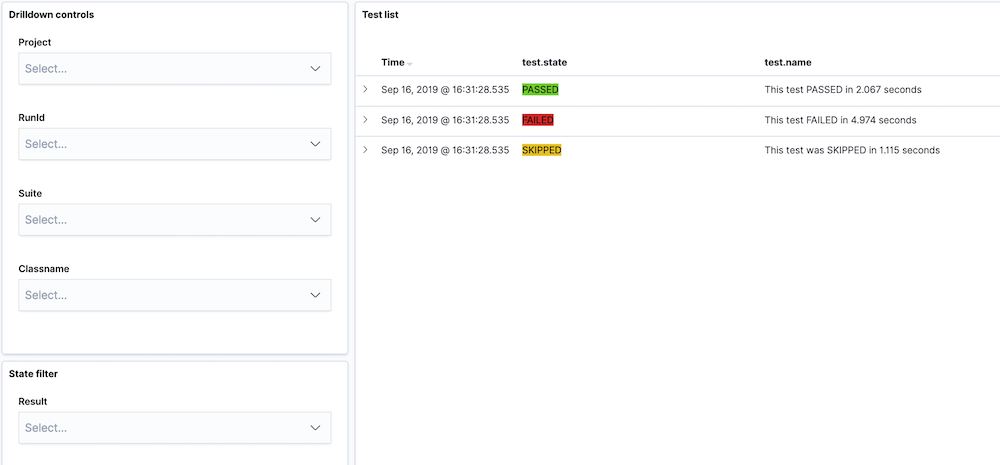 Drilldown controls
Project
Select...
RunId
Select...
Suite
Select...
Classname
Select...
State filter
Result
Select...
Test list
Time test.state test.name
Sep 16, 2019 @ 16:31:28.535 PASSED This test PASSED in 2.067 seconds
Sep 16, 2019 @ 16:31:28.535 FAILED This test FAILED in 4.974 seconds
Sep 16, 2019 @ 16:31:28.535 SKIPPED This test was SKIPPED in 1.115 seconds